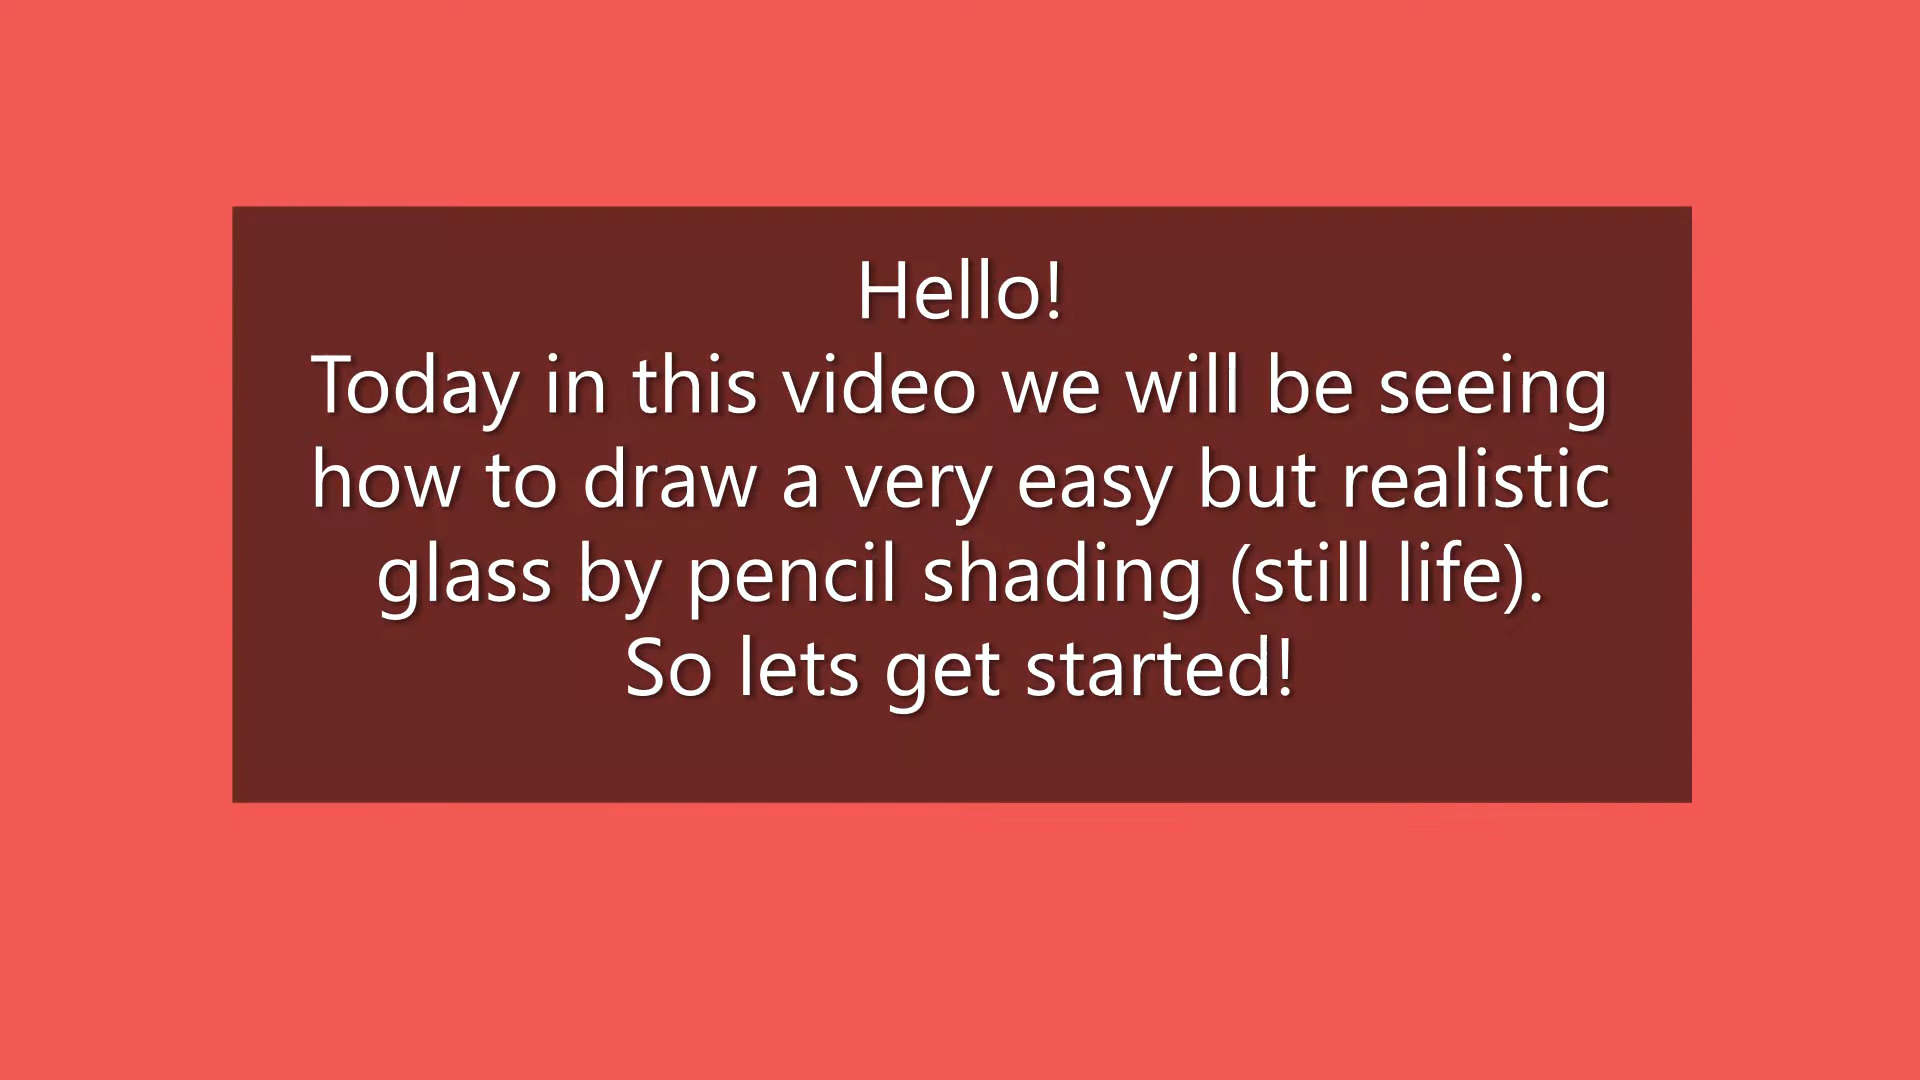 Hello!
Today in this video we will be seeing
how to draw a very easy but realistic
glass by pencil shading (still life).
So lets get started!